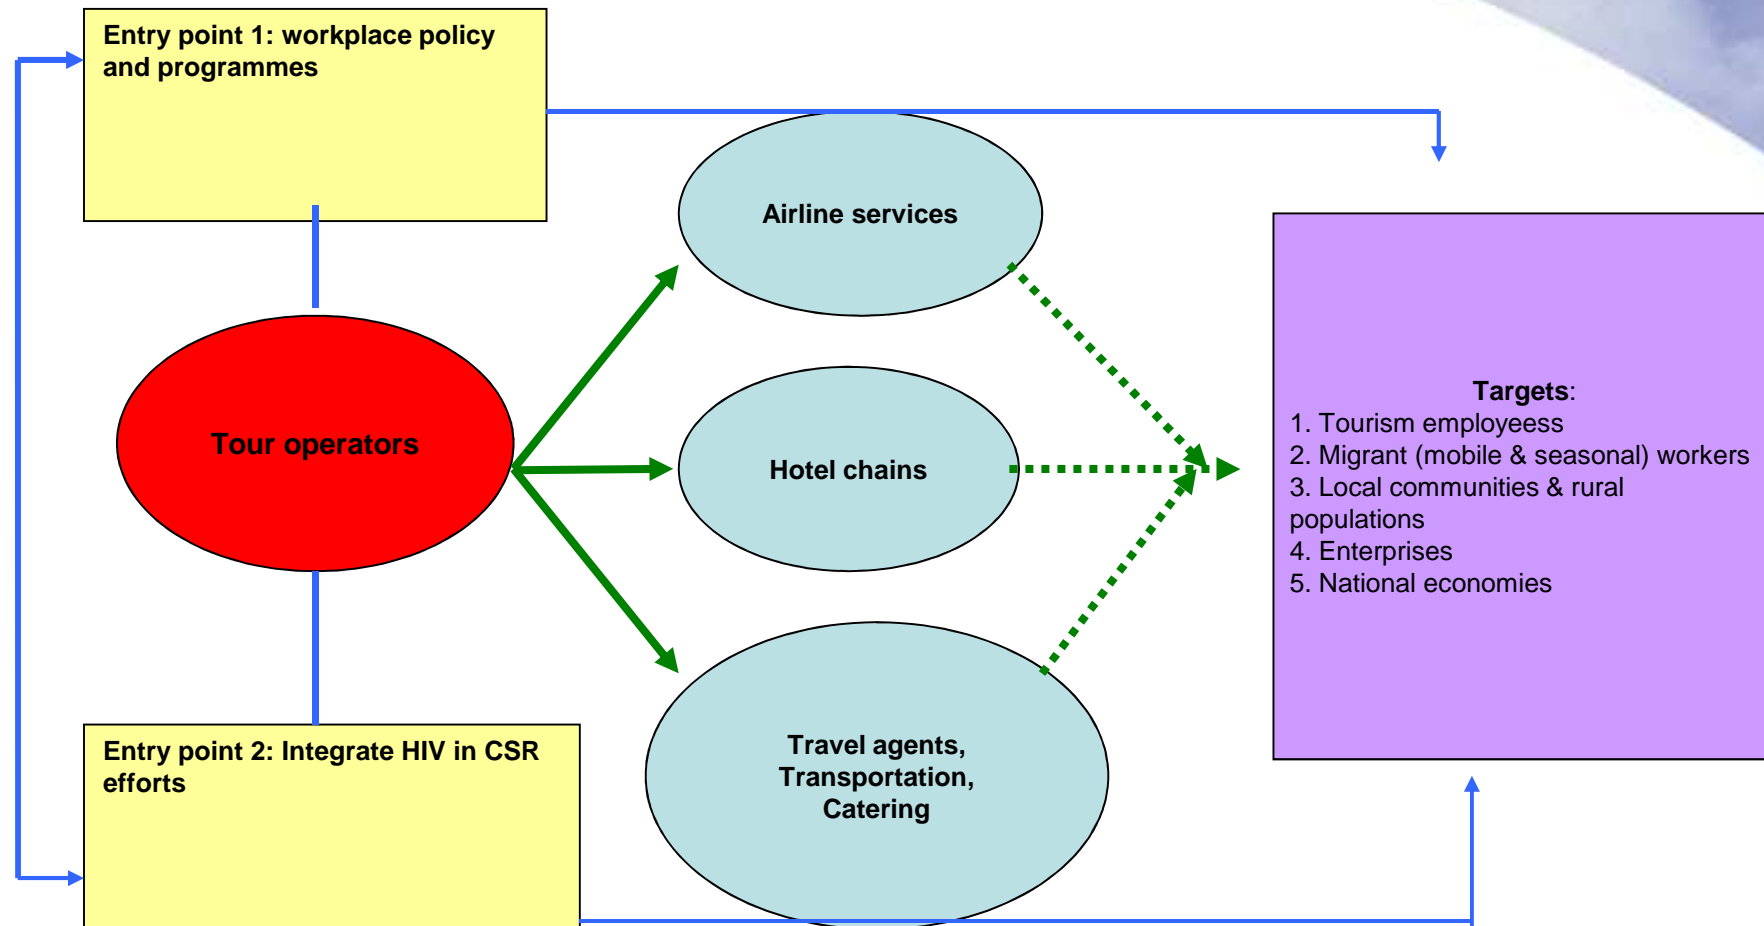 Entry point 1: workplace policy
and programmes
Airline services
Tour operators
Hotel chains
Targets:
1. Tourism employeess
2. Migrant (mobile & seasonal) workers
3. Local communities & rural
populations
4. Enterprises
5. National economies
Entry point 2: Integrate HIV in CSR
efforts
Travel agents,
Transportation,
Catering